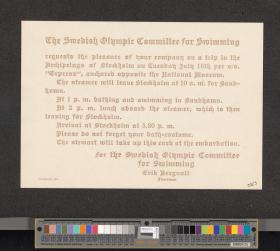 The Swedish Olympic Committee for Swimming
requests the pleasure of your company on a trip in the
Archipelago of Stockholm on Tuesday July 16th per s/s.
"Express", anchored opposite the National Museum.
The steamer will leave Stockholm at 10 a. m. for Sand-
hamn.
At 1 p. m. bathing and swimming in Sandhamn.
At 2 p. m. lunch aboard the steamer, which is then
leaving for Stockholm.
Arrival at Stockholm at 5.30 p. m.
Please do not forget your bath-costume.
The steward will take up this card at the embarkation.
For the Swedish Olympic Committee
for Swimming
Erik Bergvall